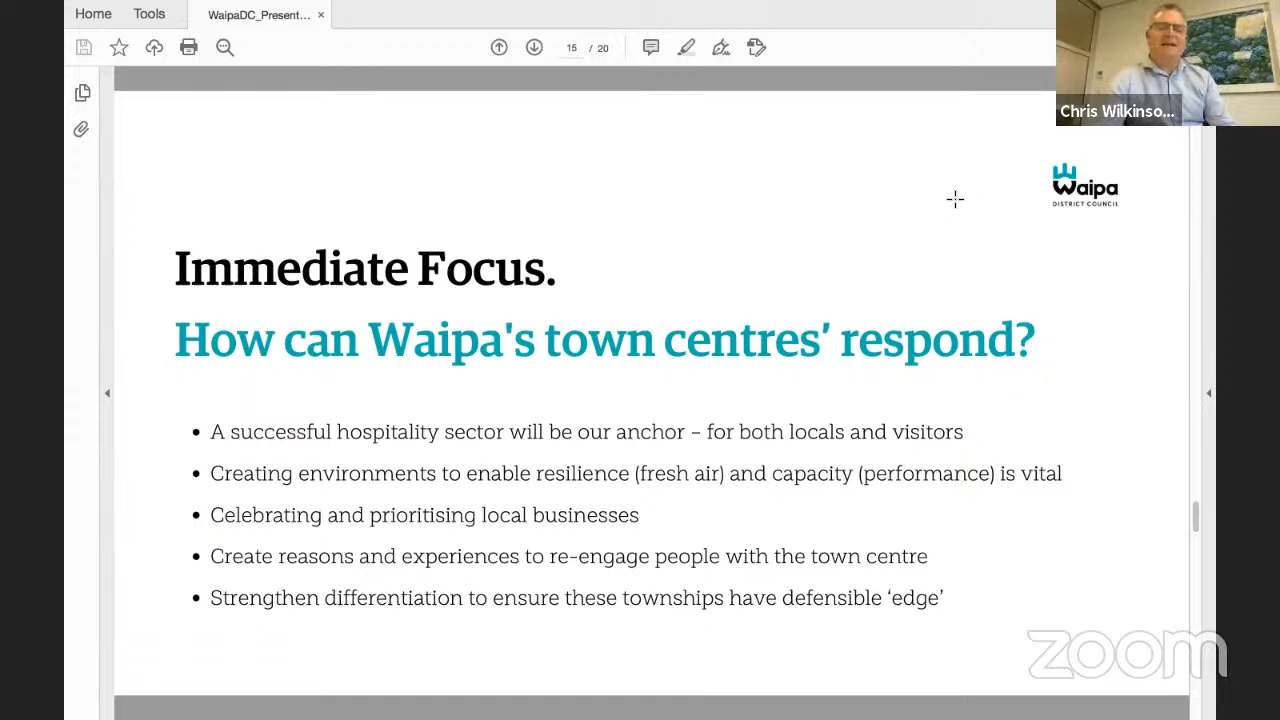 Home Tools WaipaDC_Present... ×
15 / 20
Chris Wilkinso...
Waipa
DISTRICT COUNCIL
Immediate Focus.
How can Waipa's town centres’ respond?
• A successful hospitality sector will be our anchor – for both locals and visitors
• Creating environments to enable resilience (fresh air) and capacity (performance) is vital
• Celebrating and prioritising local businesses
• Create reasons and experiences to re-engage people with the town centre
• Strengthen differentiation to ensure these townships have defensible ‘edge’
zoom